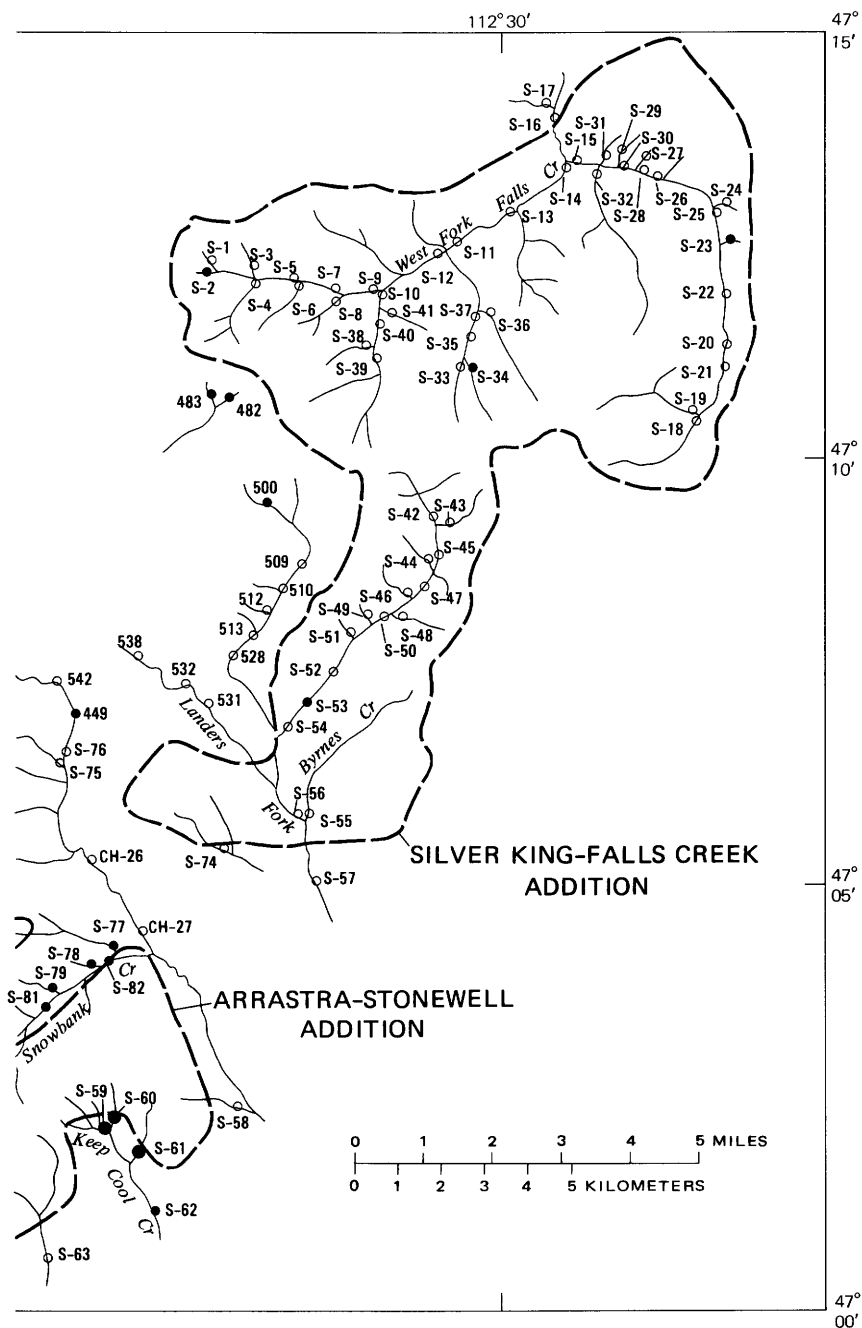 112°30′
47°
15′
S-17
S-16
S-15
S-31
S-29
S-30
S-27
S-14
S-32
S-28
S-26
S-24
S-25
S-23
West Fork Falls Cr
S-13
S-11
S-12
S-1
S-3
S-2
S-5
S-4
S-7
S-6
S-8
S-9
S-10
S-41
S-40
S-38
S-39
S-37
S-36
S-35
S-33
S-34
S-22
S-20
S-21
S-19
S-18
483
482
47°
10′
500
S-42
S-43
S-45
S-44
509
510
512
S-46
S-47
S-49
S-48
513
S-51
S-50
528
538
532
S-52
542
531
S-53
449
Landers Fork
S-54
Byrnes Cr
S-76
S-75
S-56
S-55
S-74
CH-26
SILVER KING-FALLS CREEK
ADDITION
S-57
47°
05′
S-77
CH-27
S-78
S-79
S-82
S-81
Snowbank Cr
ARRASTRA-STONEWELL
ADDITION
S-59
S-60
S-58
S-61
Keep Cool Cr
S-62
S-63
0 1 2 3 4 5 MILES
0 1 2 3 4 5 KILOMETERS
47°
00′